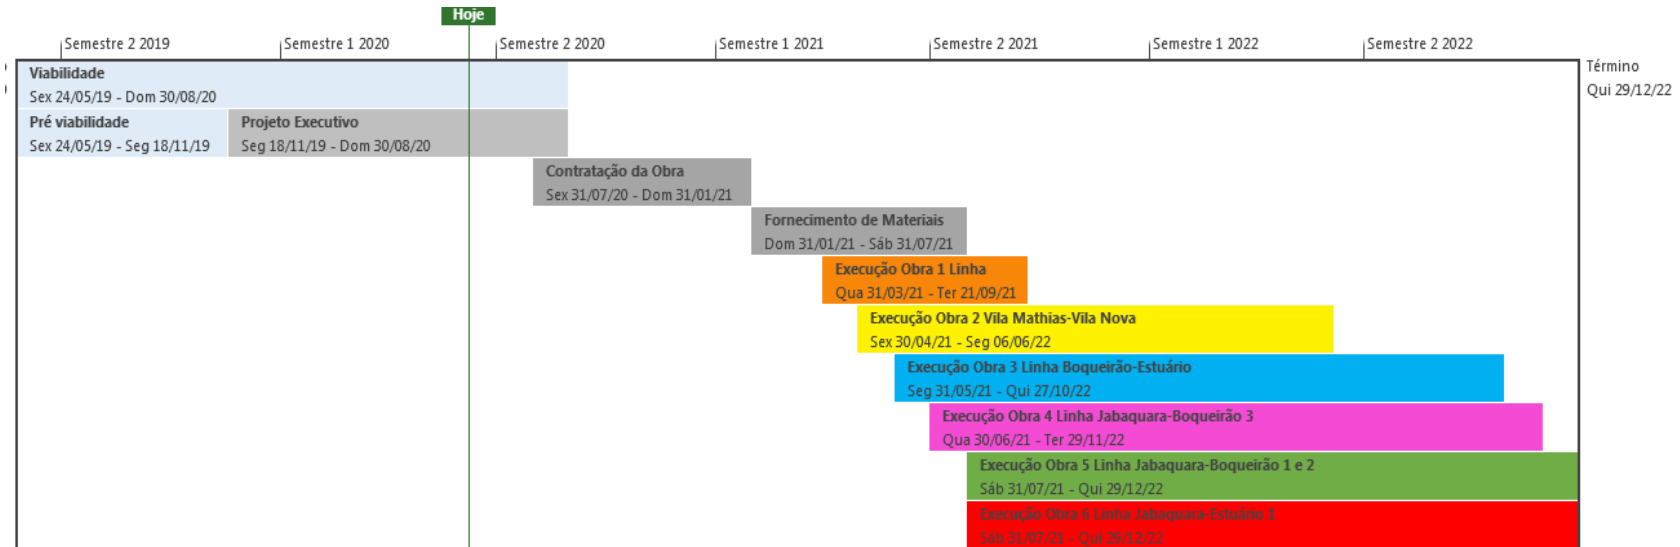 Hoje
Semestre 2 2019
Semestre 1 2020
Semestre 2 2020
Semestre 1 2021
Semestre 2 2021
Semestre 1 2022
Semestre 2 2022
Viabilidade
Sex 24/05/19 - Dom 30/08/20
Término
Qui 29/12/22
Pré viabilidade
Sex 24/05/19 - Seg 18/11/19
Projeto Executivo
Seg 18/11/19 - Dom 30/08/20
Contratação da Obra
Sex 31/07/20 - Dom 31/01/21
Fornecimento de Materiais
Dom 31/01/21 - Sáb 31/07/21
Execução Obra 1 Linha
Qua 31/03/21 - Ter 21/09/21
Execução Obra 2 Vila Mathias-Vila Nova
Sex 30/04/21 - Seg 06/06/22
Execução Obra 3 Linha Boqueirão-Estuário
Seg 31/05/21 - Qui 27/10/22
Execução Obra 4 Linha Jabaquara-Boqueirão 3
Qua 30/06/21 - Ter 29/11/22
Execução Obra 5 Linha Jabaquara-Boqueirão 1 e 2
Sáb 31/07/21 - Qui 29/12/22
Execução Obra 6 Linha Jabaquara-Estuário 1
Sáb 31/07/21 - Qui 29/12/22